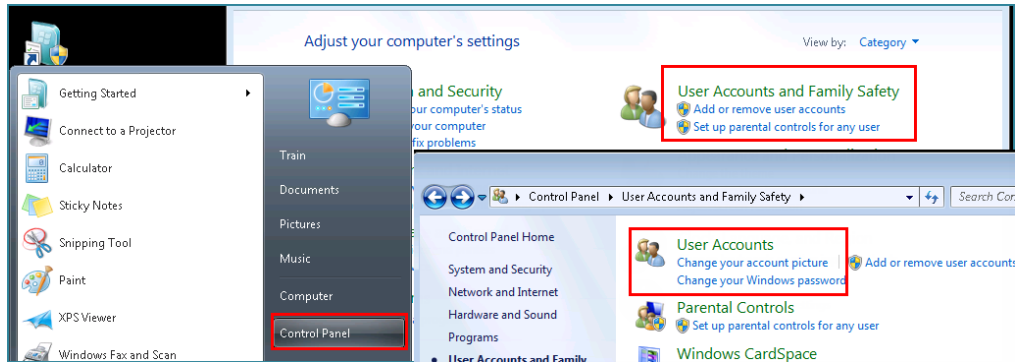 Adjust your computer's settings
View by: Category
and Security
our computer's status
your computer
fix problems
User Accounts and Family Safety
Add or remove user accounts
Set up parental controls for any user
Getting Started
Connect to a Projector
Calculator
Sticky Notes
Snipping Tool
Paint
XPS Viewer
Windows Fax and Scan
Train
Documents
Pictures
Music
Computer
Control Panel
Control Panel User Accounts and Family Safety
Search Con
Control Panel Home
System and Security
Network and Internet
Hardware and Sound
Programs
User Accounts and Family
User Accounts
Change your account picture Add or remove user accounts
Change your Windows password
Parental Controls
Set up parental controls for any user
Windows CardSpace